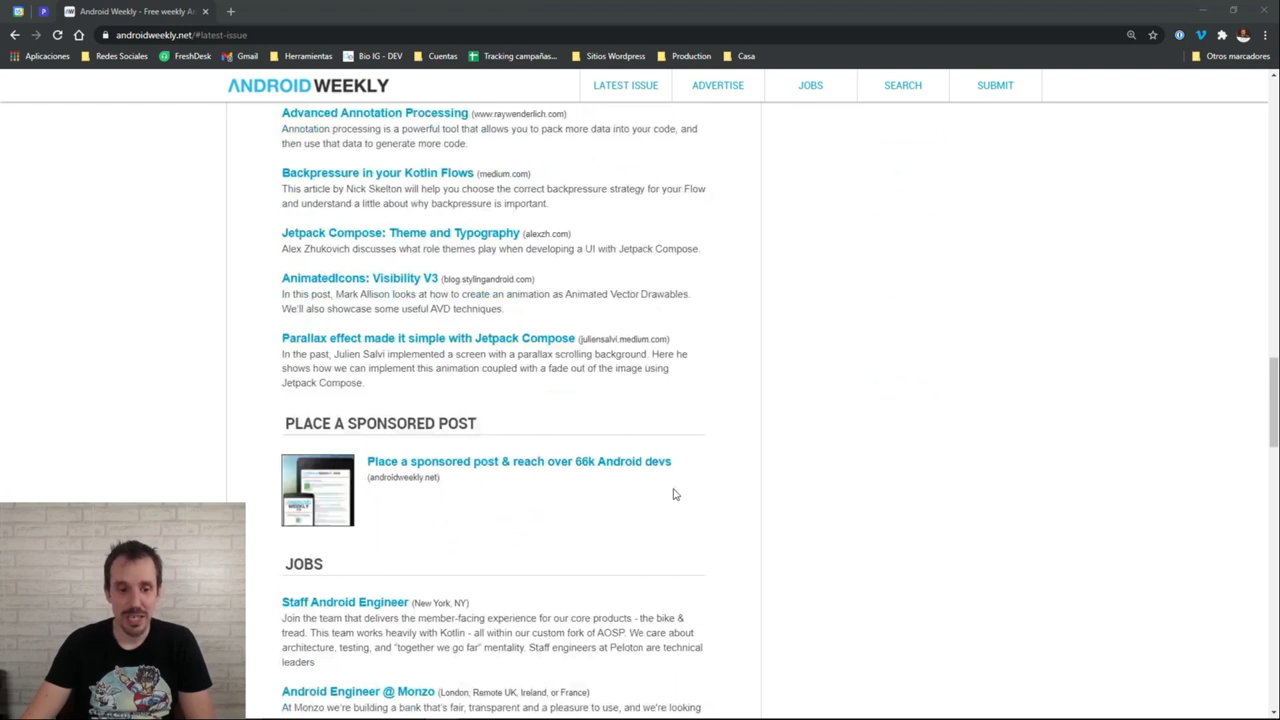 Android Weekly - Free weekly A
androidweekly.net/#latest-issue
Aplicaciones Redes Sociales FreshDesk Gmail Herramientas Bio IG - DEV Cuentas Tracking campañas... Sitios Wordpress Production Casa Otros marcadores
ANDROIDWEEKLY LATEST ISSUE ADVERTISE JOBS SEARCH SUBMIT
Advanced Annotation Processing (www.raywenderlich.com)
Annotation processing is a powerful tool that allows you to pack more data into your code, and
then use that data to generate more code.
Backpressure in your Kotlin Flows (medium.com)
This article by Nick Skelton will help you choose the correct backpressure strategy for your Flow
and understand a little about why backpressure is important.
Jetpack Compose: Theme and Typography (alexzh.com)
Alex Zhukovich discusses what role themes play when developing a UI with Jetpack Compose.
AnimatedIcons: Visibility V3 (blog.stylingandroid.com)
In this post, Mark Allison looks at how to create an animation as Animated Vector Drawables.
We'll also showcase some useful AVD techniques.
Parallax effect made it simple with Jetpack Compose (juliensalvi.medium.com)
In the past, Julien Salvi implemented a screen with a parallax scrolling background. Here he
shows how we can implement this animation coupled with a fade out of the image using
Jetpack Compose.
PLACE A SPONSORED POST
Place a sponsored post & reach over 66k Android devs
(androidweekly.net)
JOBS
Staff Android Engineer (New York, NY)
Join the team that delivers the member-facing experience for our core products - the bike &
tread. This team works heavily with Kotlin - all within our custom fork of AOSP. We care about
architecture, testing, and "together we go far" mentality. Staff engineers at Peloton are technical
leaders
Android Engineer @ Monzo (London; Remote UK, Ireland, or France)
At Monzo we're building a bank that's fair, transparent and a pleasure to use, and we're looking